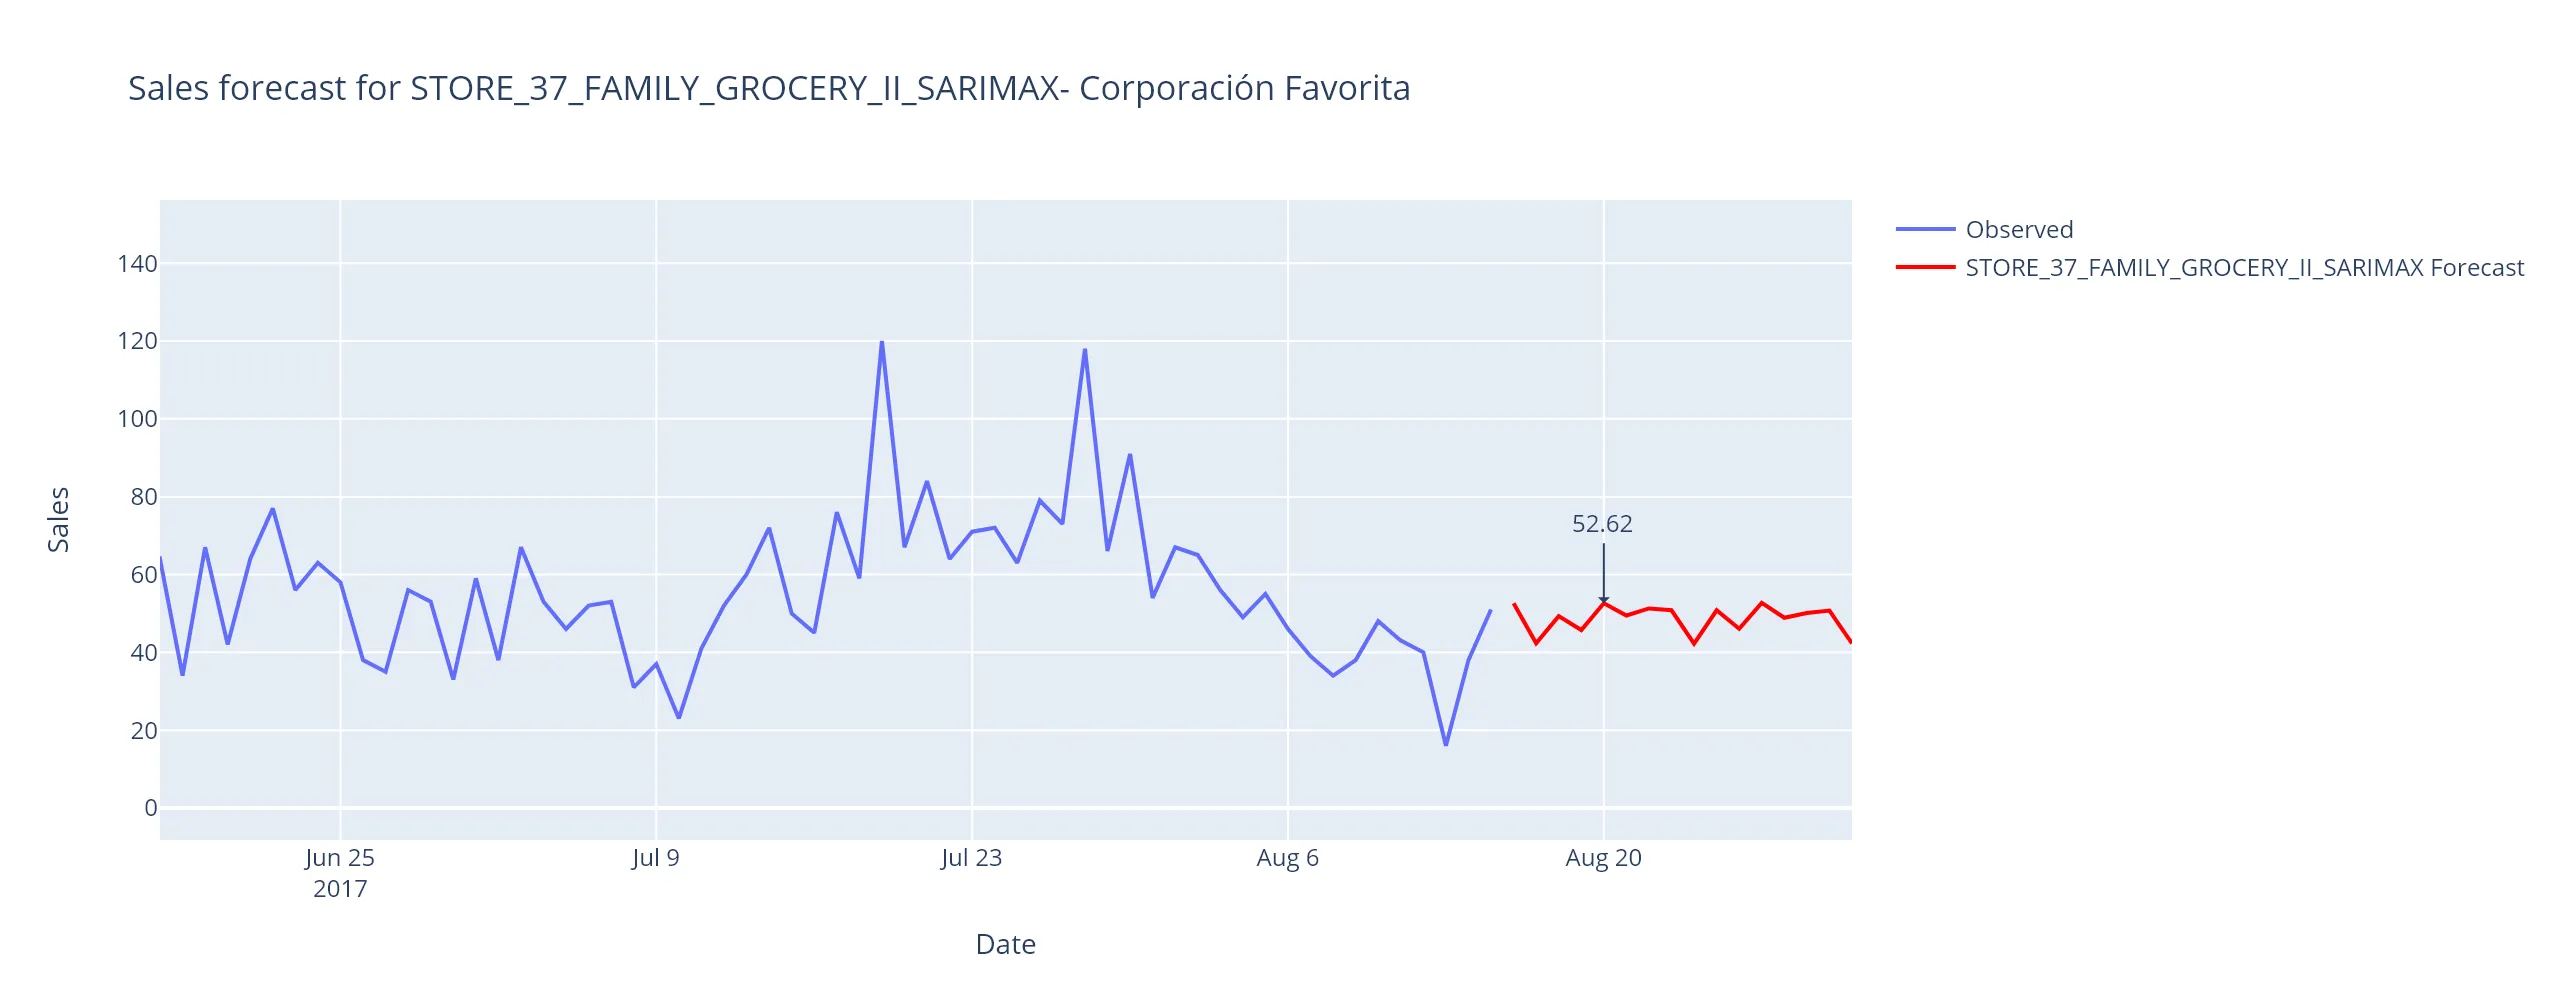 Sales forecast for STORE_37_FAMILY_GROCERY_II_SARIMAX- Corporación Favorita
Observed
STORE_37_FAMILY_GROCERY_II_SARIMAX Forecast
140
120
100
80
60
40
20
0
Sales
52.62
Jun 25
2017
Jul 9
Jul 23
Aug 6
Aug 20
Date